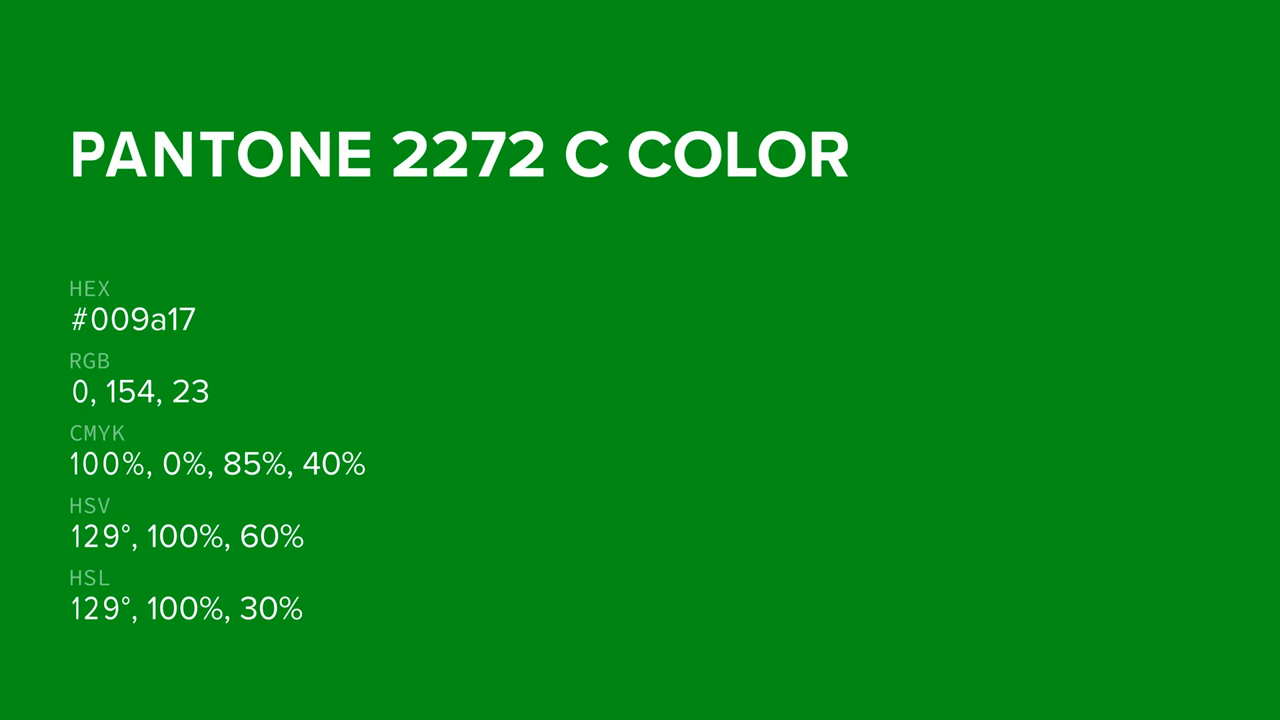 PANTONE 2272 C COLOR
HEX
#009a17
RGB
0, 154, 23
CMYK
100%, 0%, 85%, 40%
HSV
129°, 100%, 60%
HSL
129°, 100%, 30%